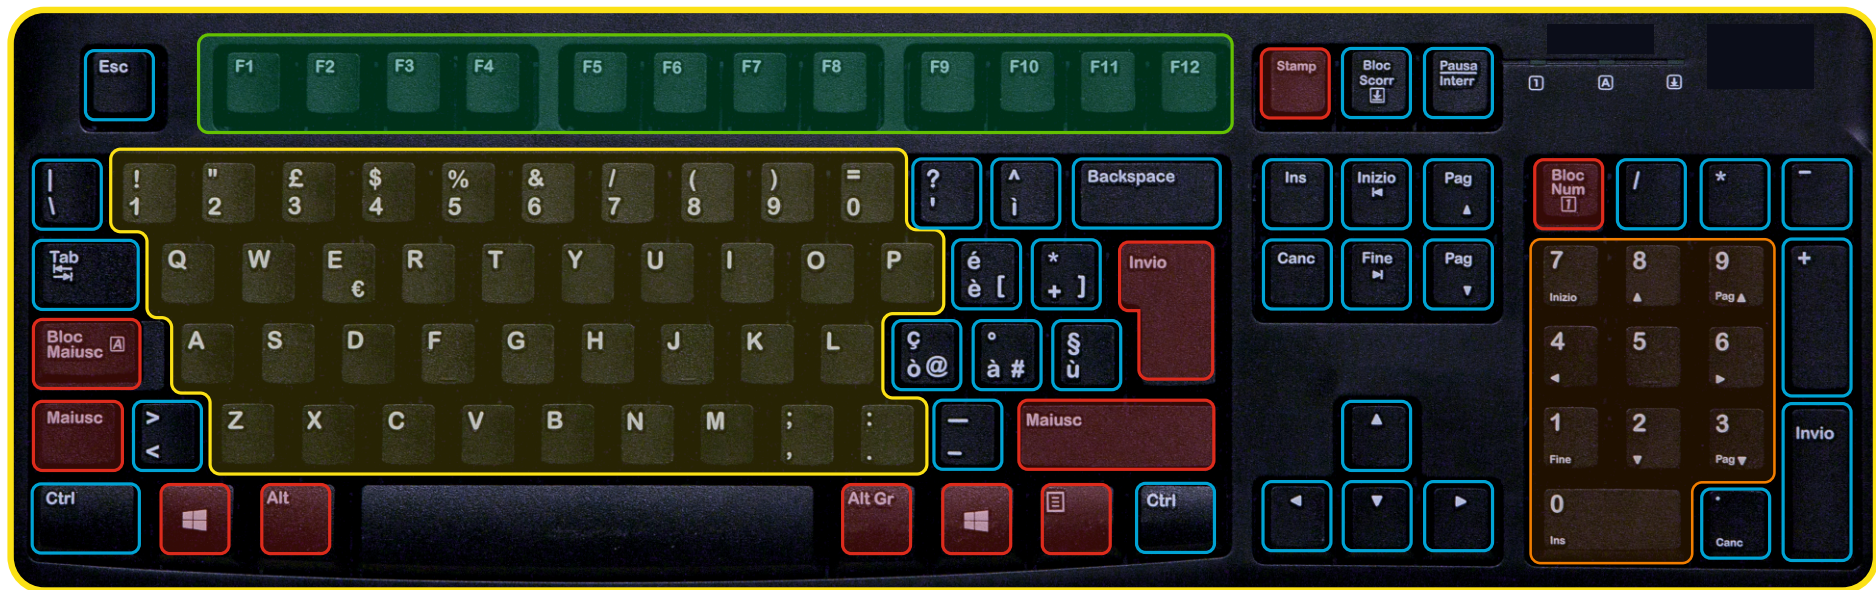 Esc F1 F2 F3 F4 F5 F6 F7 F8 F9 F10 F11 F12 Stamp Bloc Scorr Pausa Interr
1 A
| \ ! 1 " 2 £ 3 $ 4 % 5 & 6 / 7 ( 8 ) 9 = 0 ? ' ^ ì Backspace Ins Inizio Pag Bloc Num 1 / * -
Tab Q W E € R T Y U I O P é è [ * + ] Invio Canc Fine Pag 7 Inizio 8 9 Pag +
Bloc Maiusc A A S D F G H J K L ç ò @ ° à # § ù 4 5 6
Maiusc > < Z X C V B N M ; , : . _ - Maiusc 1 Fine 2 3 Pag Invio
Ctrl Alt Alt Gr Ctrl 0 Ins . Canc